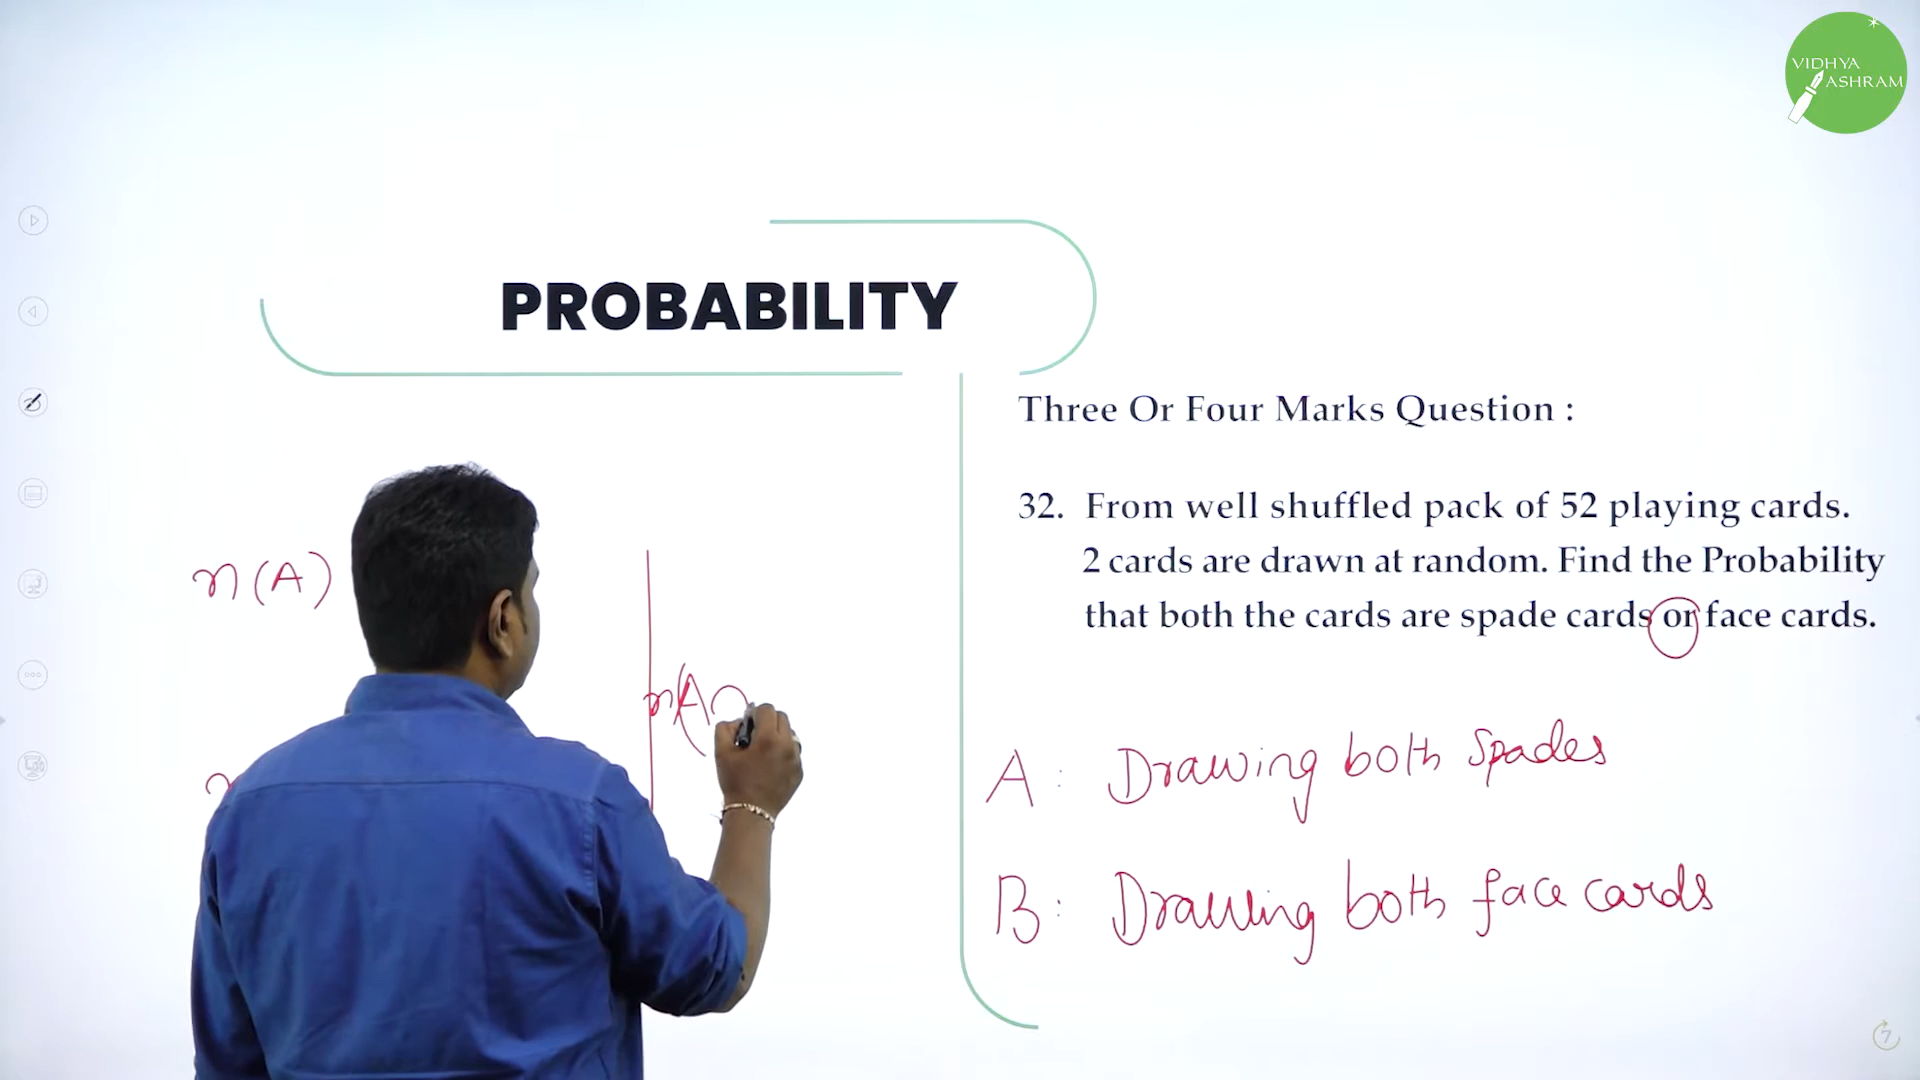 VIDHYA
ASHRAM
PROBABILITY
Three Or Four Marks Question :
32. From well shuffled pack of 52 playing cards.
2 cards are drawn at random. Find the Probability
that both the cards are spade cards or face cards.
n(A)
n(A ∩
A: Drawing both Spades
B: Drawing both face cards
7